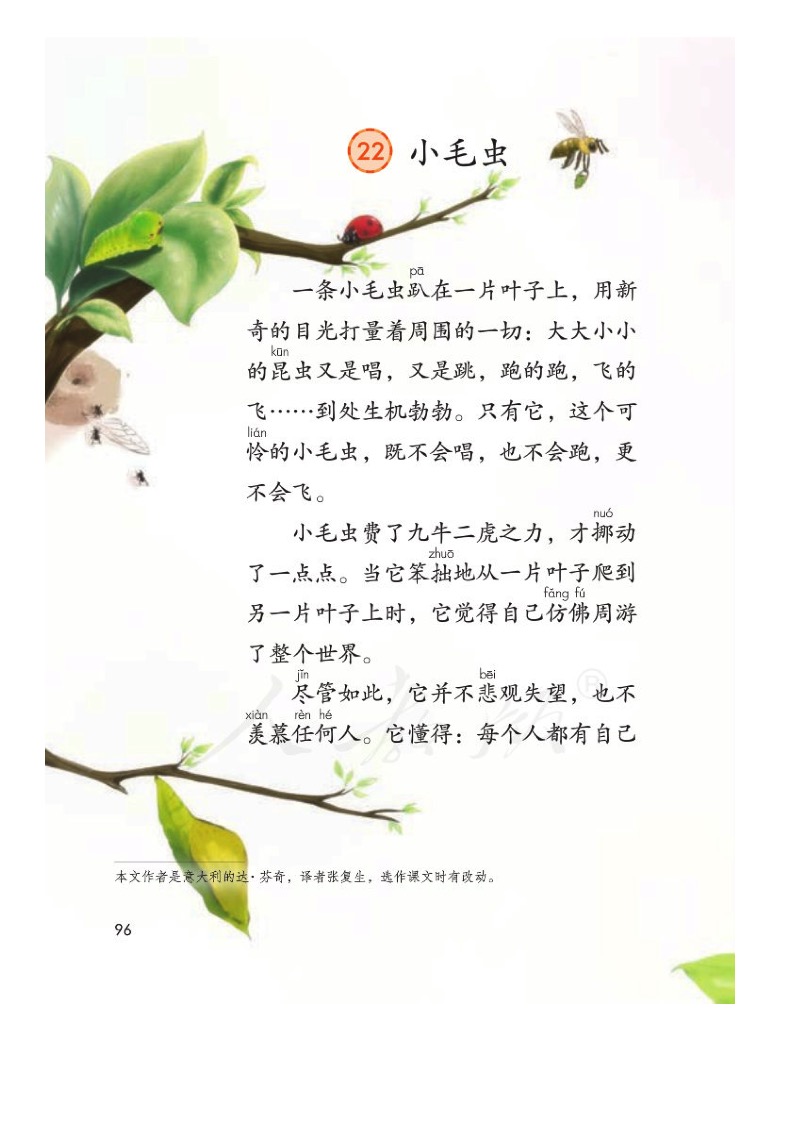 22 小毛虫
pā
一条小毛虫趴在一片叶子上，用新
奇的目光打量着周围的一切：大大小小
kūn
的昆虫又是唱，又是跳，跑的跑，飞的
飞……到处生机勃勃。只有它，这个可
lián
怜的小毛虫，既不会唱，也不会跑，更
不会飞。
nuó
小毛虫费了九牛二虎之力，才挪动
zhuō
了一点点。当它笨拙地从一片叶子爬到
fǎng fú
另一片叶子上时，它觉得自己仿佛周游
了整个世界。
jǐn bēi
尽管如此，它并不悲观失望，也不
xiàn rèn hé
羡慕任何人。它懂得：每个人都有自己
人教领®
本文作者是意大利的达·芬奇，译者张复生，选作课文时有改动。
96